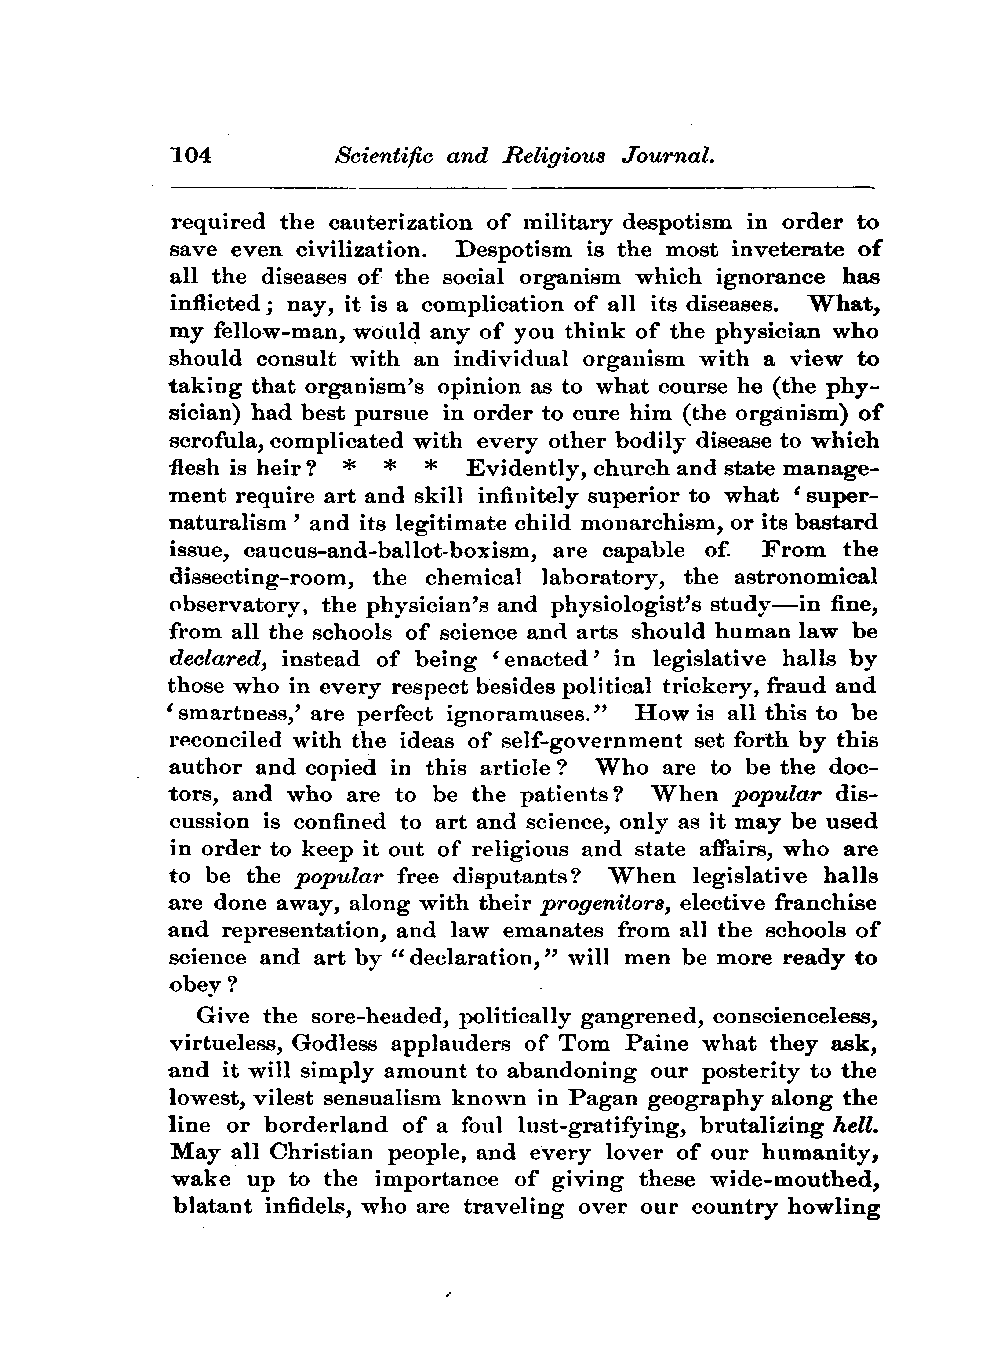 104 Scientific and Religious Journal.
required the cauterization of military despotism in order to
save even civilization. Despotism is the most inveterate of
all the diseases of the social organism which ignorance has
inflicted; nay, it is a complication of all its diseases. What,
my fellow-man, would any of you think of the physician who
should consult with an individual organism with a view to
taking that organism's opinion as to what course he (the phy-
sician) had best pursue in order to cure him (the organism) of
scrofula, complicated with every other bodily disease to which
flesh is heir? * * * Evidently, church and state manage-
ment require art and skill infinitely superior to what ‘super-
naturalism’ and its legitimate child monarchism, or its bastard
issue, caucus-and-ballot-boxism, are capable of. From the
dissecting-room, the chemical laboratory, the astronomical
observatory, the physician's and physiologist's study—in fine,
from all the schools of science and arts should human law be
declared, instead of being ‘enacted’ in legislative halls by
those who in every respect besides political trickery, fraud and
‘smartness,’ are perfect ignoramuses.” How is all this to be
reconciled with the ideas of self-government set forth by this
author and copied in this article? Who are to be the doc-
tors, and who are to be the patients? When popular dis-
cussion is confined to art and science, only as it may be used
in order to keep it out of religious and state affairs, who are
to be the popular free disputants? When legislative halls
are done away, along with their progenitors, elective franchise
and representation, and law emanates from all the schools of
science and art by “declaration,” will men be more ready to
obey?
Give the sore-headed, politically gangrened, conscienceless,
virtueless, Godless applauders of Tom Paine what they ask,
and it will simply amount to abandoning our posterity to the
lowest, vilest sensualism known in Pagan geography along the
line or borderland of a foul lust-gratifying, brutalizing hell.
May all Christian people, and every lover of our humanity,
wake up to the importance of giving these wide-mouthed,
blatant infidels, who are traveling over our country howling